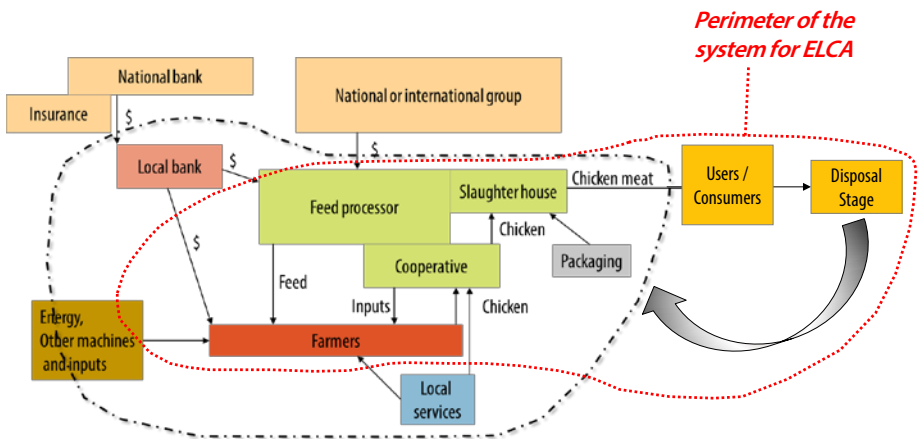 Perimeter of the
system for ELCA
National bank
Insurance
$
National or international group
$
Local bank
$
Feed processor
Slaughter house
Chicken meat
Users /
Consumers
Disposal
Stage
$
Chicken
Packaging
Cooperative
Feed
Inputs
Chicken
Energy,
Other machines
and inputs
Farmers
Local
services